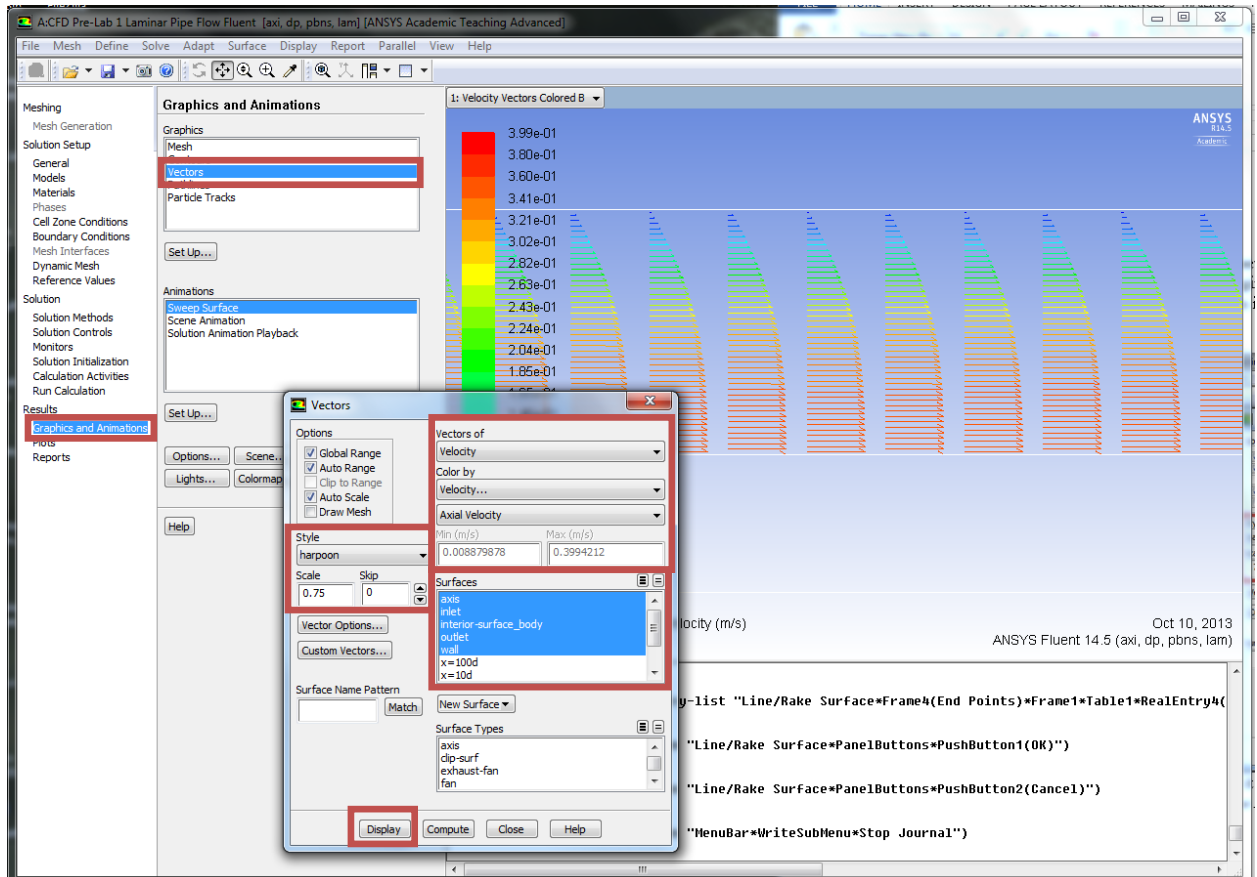 A:CFD Pre-Lab 1 Laminar Pipe Flow Fluent [axi, dp, pbns, lam] [ANSYS Academic Teaching Advanced]
File Mesh Define Solve Adapt Surface Display Report Parallel View Help
Meshing
Mesh Generation
Solution Setup
General
Models
Materials
Phases
Cell Zone Conditions
Boundary Conditions
Mesh Interfaces
Dynamic Mesh
Reference Values
Solution
Solution Methods
Solution Controls
Monitors
Solution Initialization
Calculation Activities
Run Calculation
Results
Graphics and Animations
Plots
Reports
Graphics and Animations
Graphics
Mesh
Vectors
Particle Tracks
Set Up...
Animations
Sweep Surface
Scene Animation
Solution Animation Playback
Set Up...
Options... Scene...
Lights... Colormap
Help
1: Velocity Vectors Colored B
ANSYS
R14.5
Academic
3.99e-01
3.80e-01
3.60e-01
3.41e-01
3.21e-01
3.02e-01
2.82e-01
2.63e-01
2.43e-01
2.24e-01
2.04e-01
1.85e-01
Vectors
Options
Global Range
Auto Range
Clip to Range
Auto Scale
Draw Mesh
Style
harpoon
Scale Skip
0.75 0
Vector Options...
Custom Vectors...
Surface Name Pattern
Match
Vectors of
Velocity
Color by
Velocity...
Axial Velocity
Min (m/s) Max (m/s)
0.008879878 0.3994212
Surfaces
axis
inlet
interior-surface_body
outlet
wall
x=100d
x=10d
New Surface
Surface Types
axis
clip-surf
exhaust-fan
fan
Display Compute Close Help
locity (m/s)
Oct 10, 2013
ANSYS Fluent 14.5 (axi, dp, pbns, lam)
y-list "Line/Rake Surface*Frame4(End Points)*Frame1*Table1*RealEntry4(
"Line/Rake Surface*PanelButtons*PushButton1(OK)")
"Line/Rake Surface*PanelButtons*PushButton2(Cancel)")
"MenuBar*WriteSubMenu*Stop Journal")